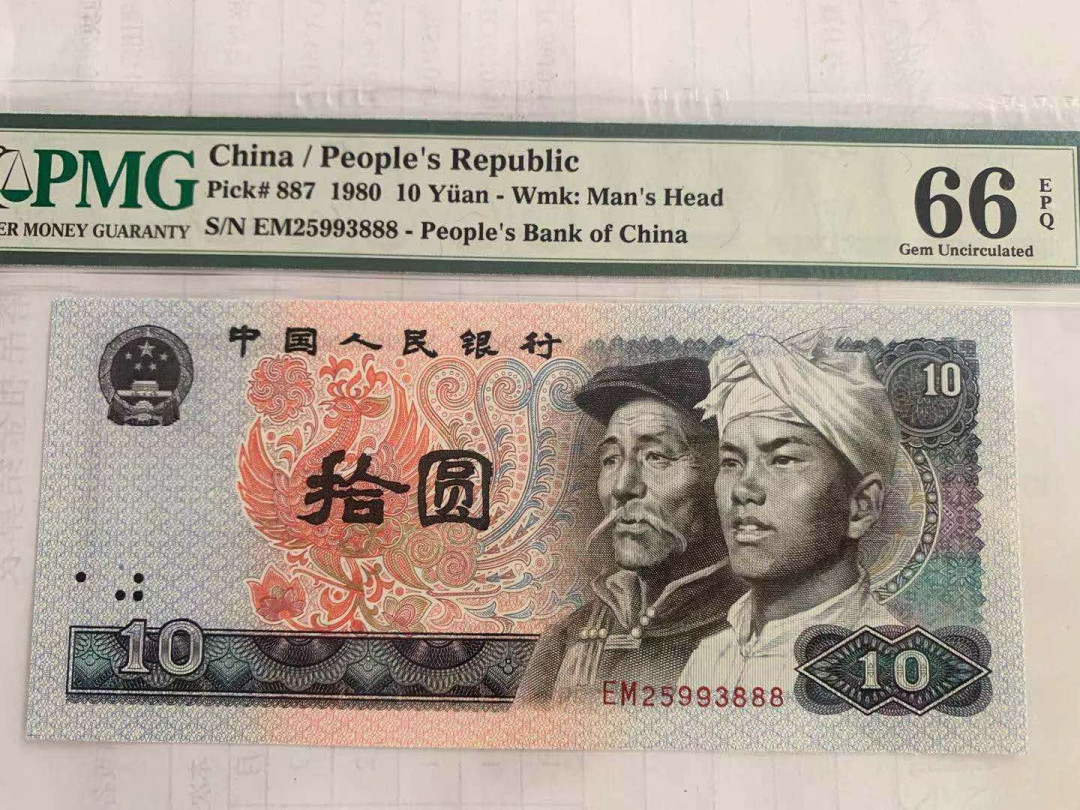 PMG
ER MONEY GUARANTY
China / People's Republic
Pick# 887 1980 10 Yüan - Wmk: Man's Head
S/N EM25993888 - People's Bank of China
66
EPQ
Gem Uncirculated
中国人民银行
10
拾圆
10
EM25993888
10